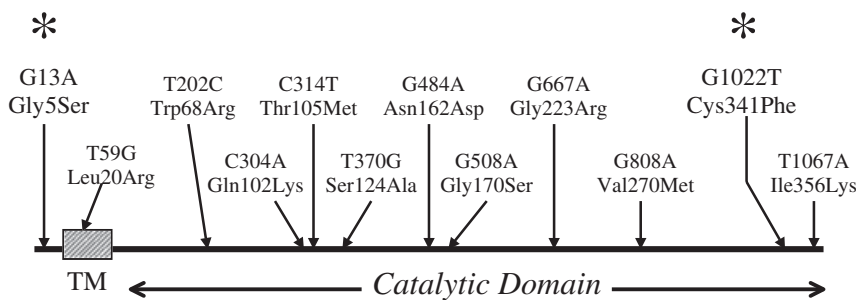 * *
G13A
Gly5Ser
T59G
Leu20Arg
T202C
Trp68Arg
C304A
Gln102Lys
C314T
Thr105Met
T370G
Ser124Ala
G484A
Asn162Asp
G508A
Gly170Ser
G667A
Gly223Arg
G808A
Val270Met
G1022T
Cys341Phe
T1067A
Ile356Lys
TM
Catalytic Domain